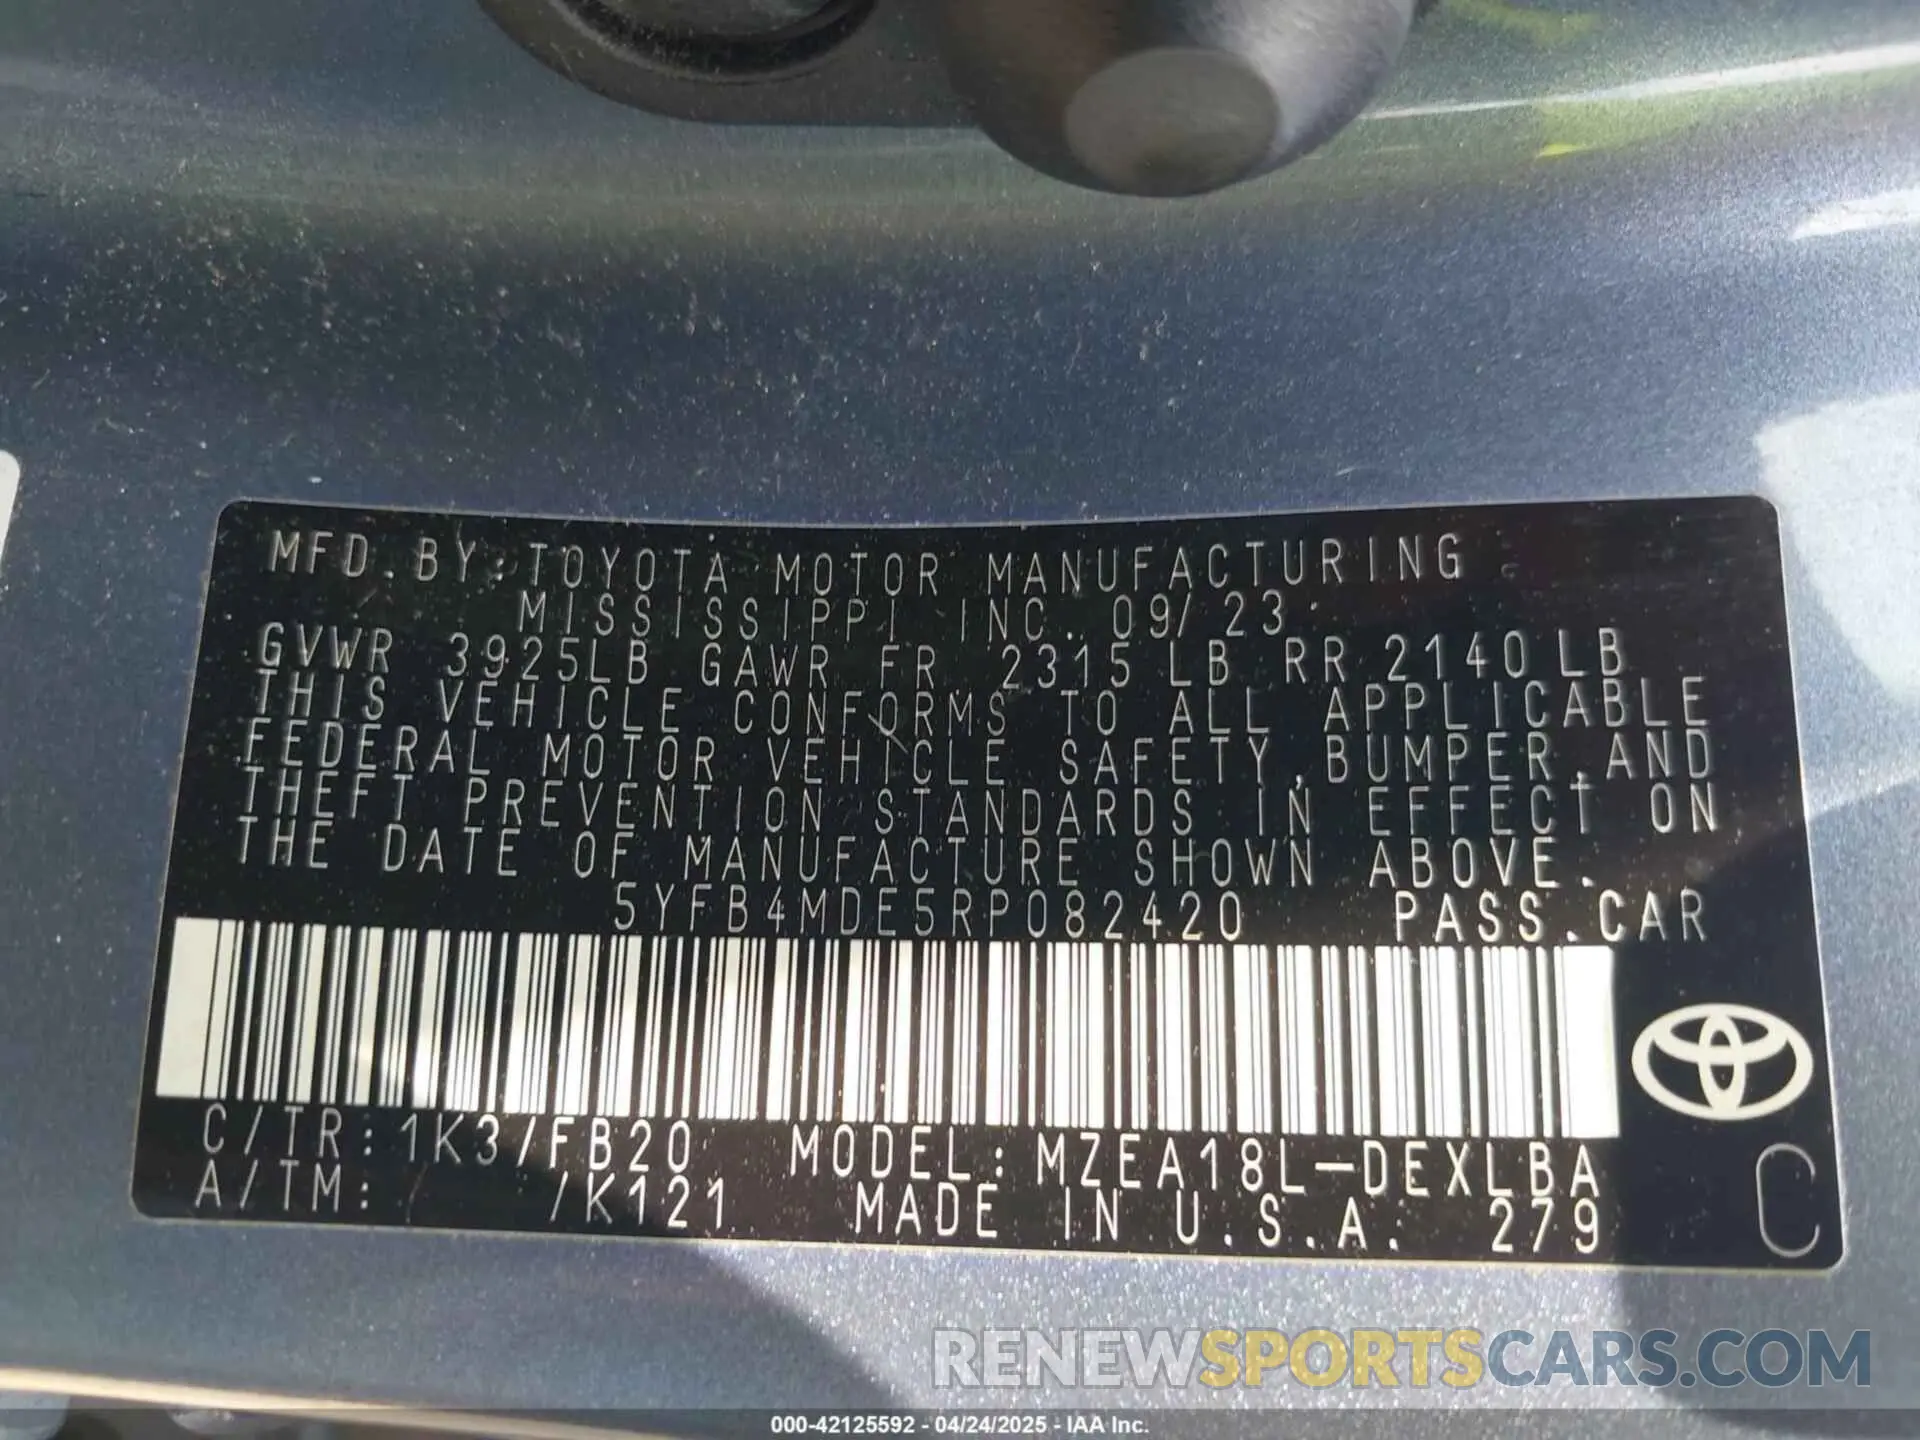 MFD.BY:TOYOTA MOTOR MANUFACTURING
MISSISSIPPI INC. 09/23
GVWR 3925LB GAWR FR 2315LB RR 2140LB
THIS VEHICLE CONFORMS TO ALL APPLICABLE
FEDERAL MOTOR VEHICLE SAFETY,BUMPER,AND
THEFT PREVENTION STANDARDS IN EFFECT ON
THE DATE OF MANUFACTURE SHOWN ABOVE.
5YFB4MDE5RP082420 PASS.CAR
C/TR:1K3/FB20 MODEL:MZEA18L-DEXLBA
A/TM: /K121 MADE IN U.S.A. 279
C
RENEWSPORTSCARS.COM
000-42125592 - 04/24/2025 - IAA Inc.